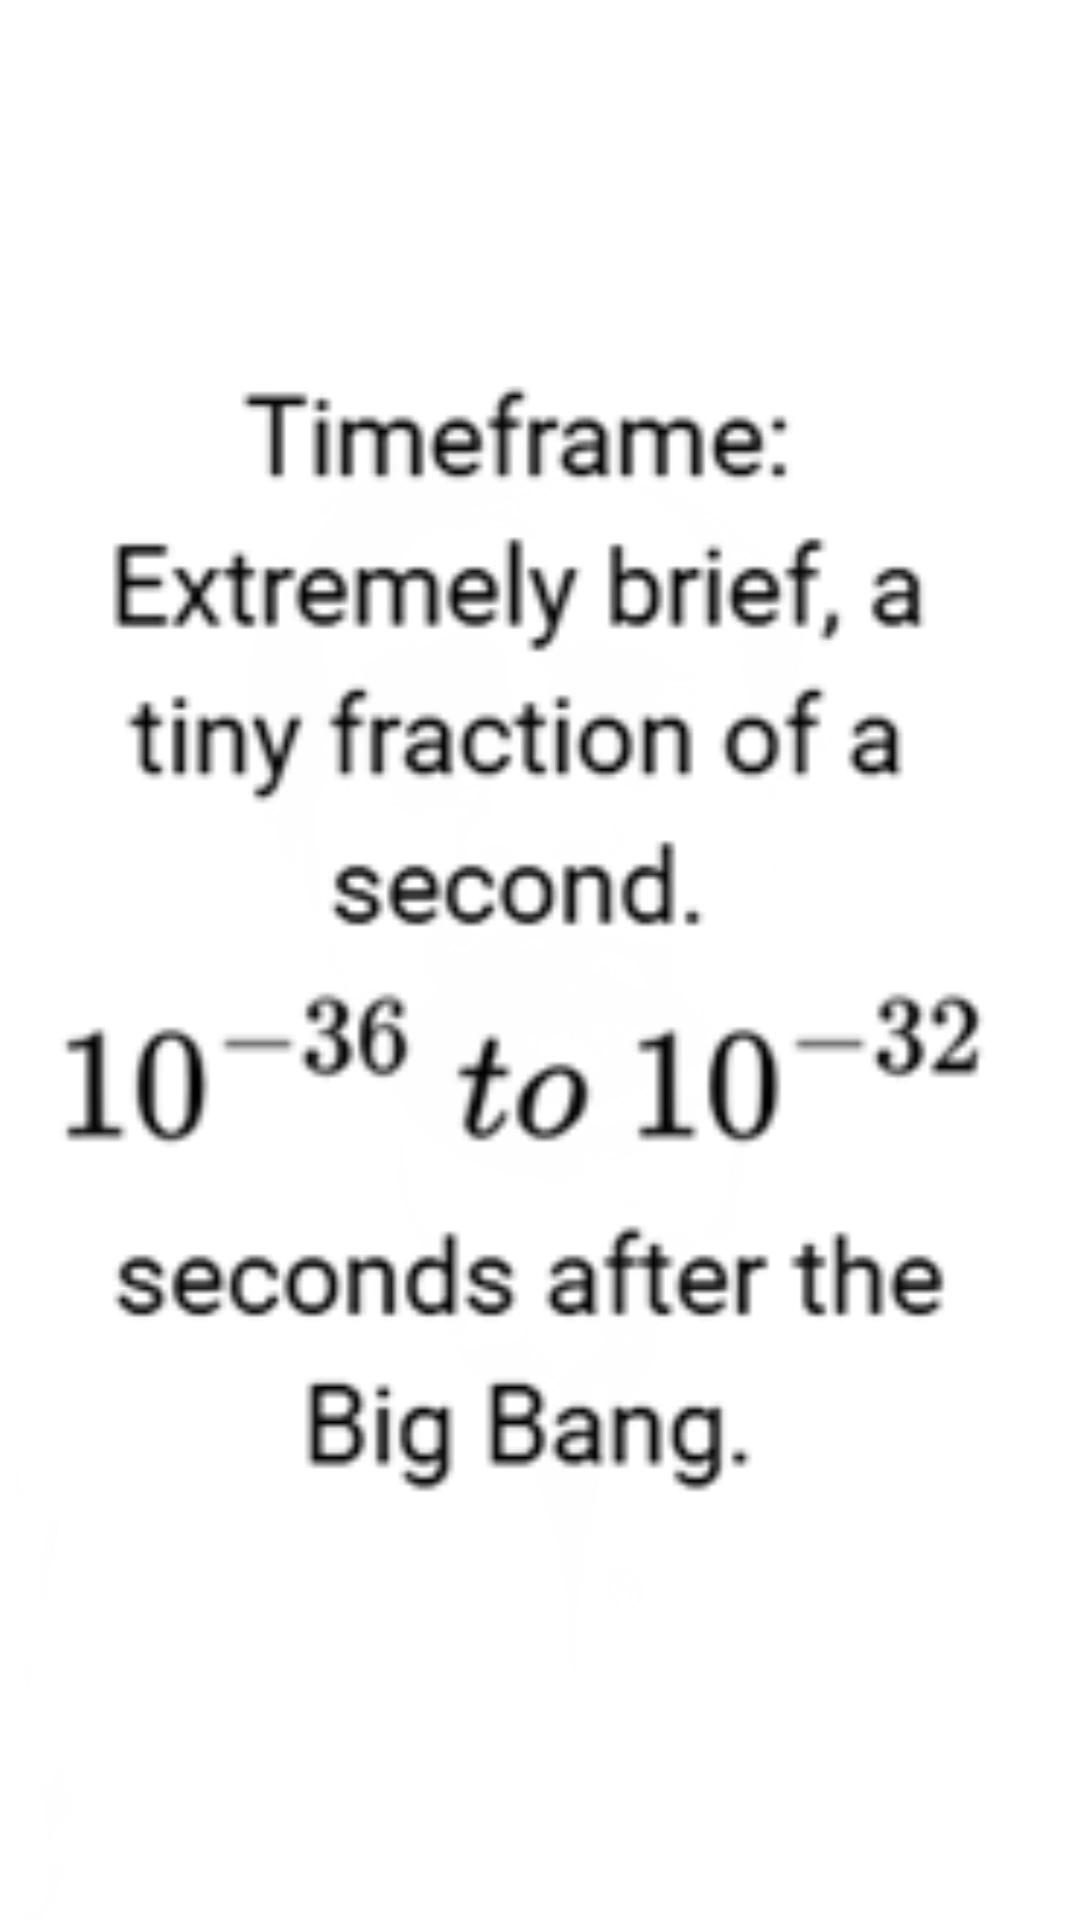 Timeframe:
Extremely brief, a
tiny fraction of a
second.
10⁻³⁶ to 10⁻³²
seconds after the
Big Bang.